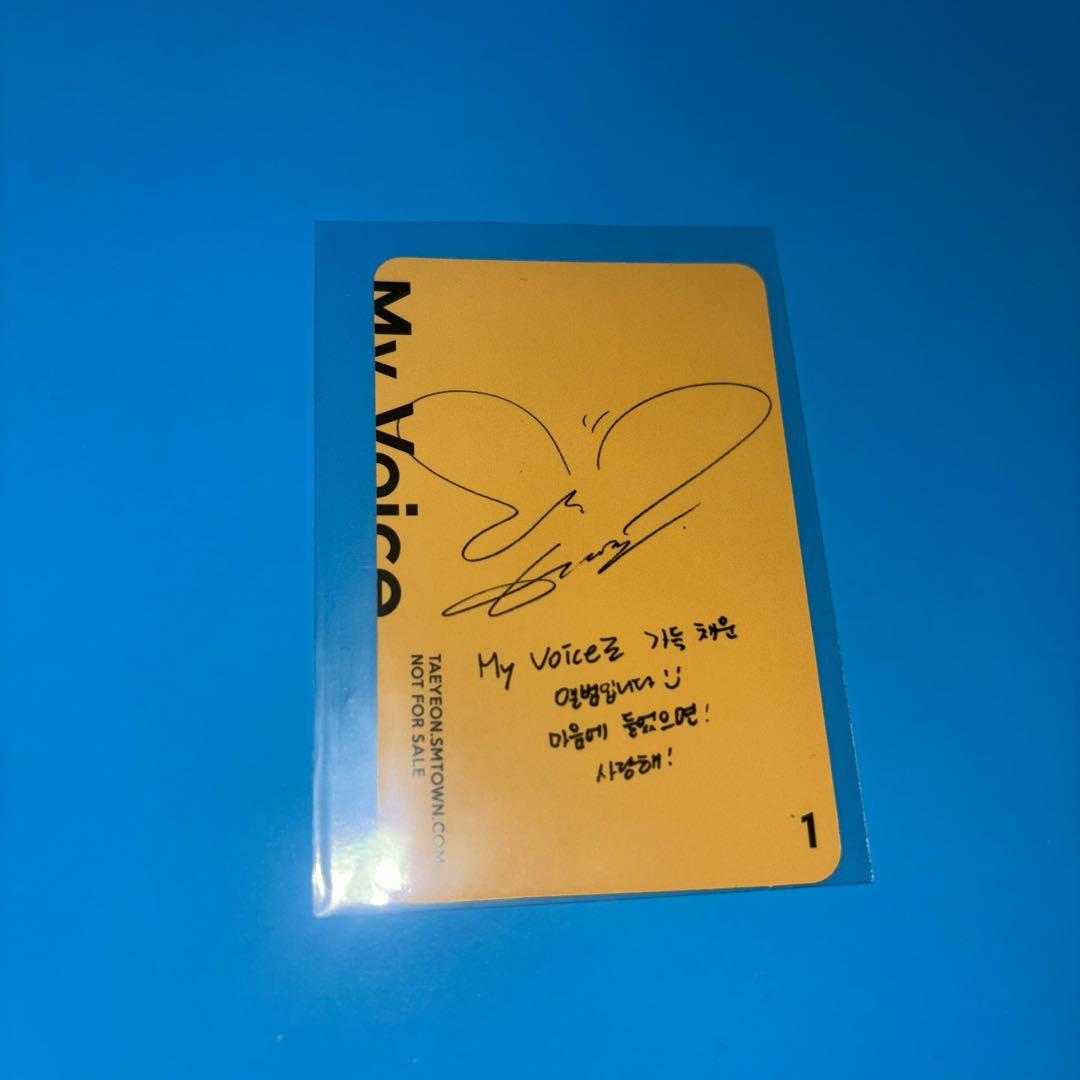 My Voice
TAEYEON.SMTOWN.COM
NOT FOR SALE
My Voice로 가득 채운
앨범입니다 :)
마음에 들었으면!
사랑해!
1